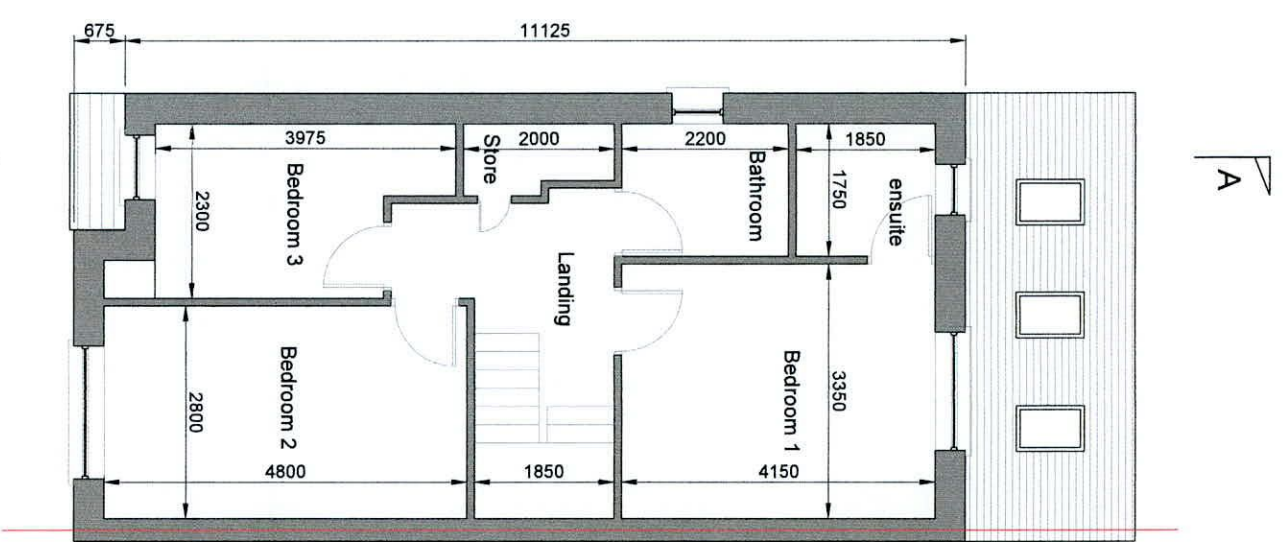 675
11125
3975
2000
2200
1850
Store
Bathroom
1750
ensuite
A
Bedroom 3
2300
Landing
Bedroom 2
2800
Bedroom 1
3350
4800
1850
4150